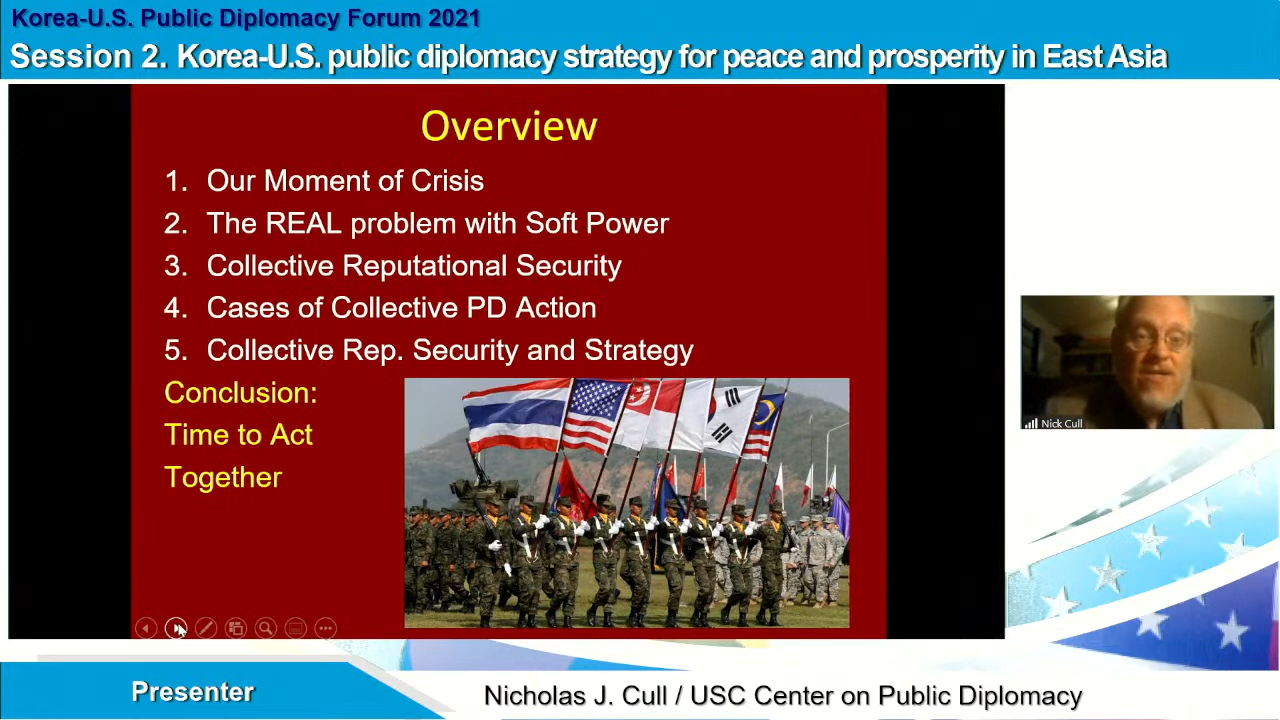 Korea-U.S. Public Diplomacy Forum 2021
Session 2. Korea-U.S. public diplomacy strategy for peace and prosperity in East Asia
Overview
1. Our Moment of Crisis
2. The REAL problem with Soft Power
3. Collective Reputational Security
4. Cases of Collective PD Action
5. Collective Rep. Security and Strategy
Conclusion:
Time to Act
Together
Nick Cull
Presenter
Nicholas J. Cull / USC Center on Public Diplomacy